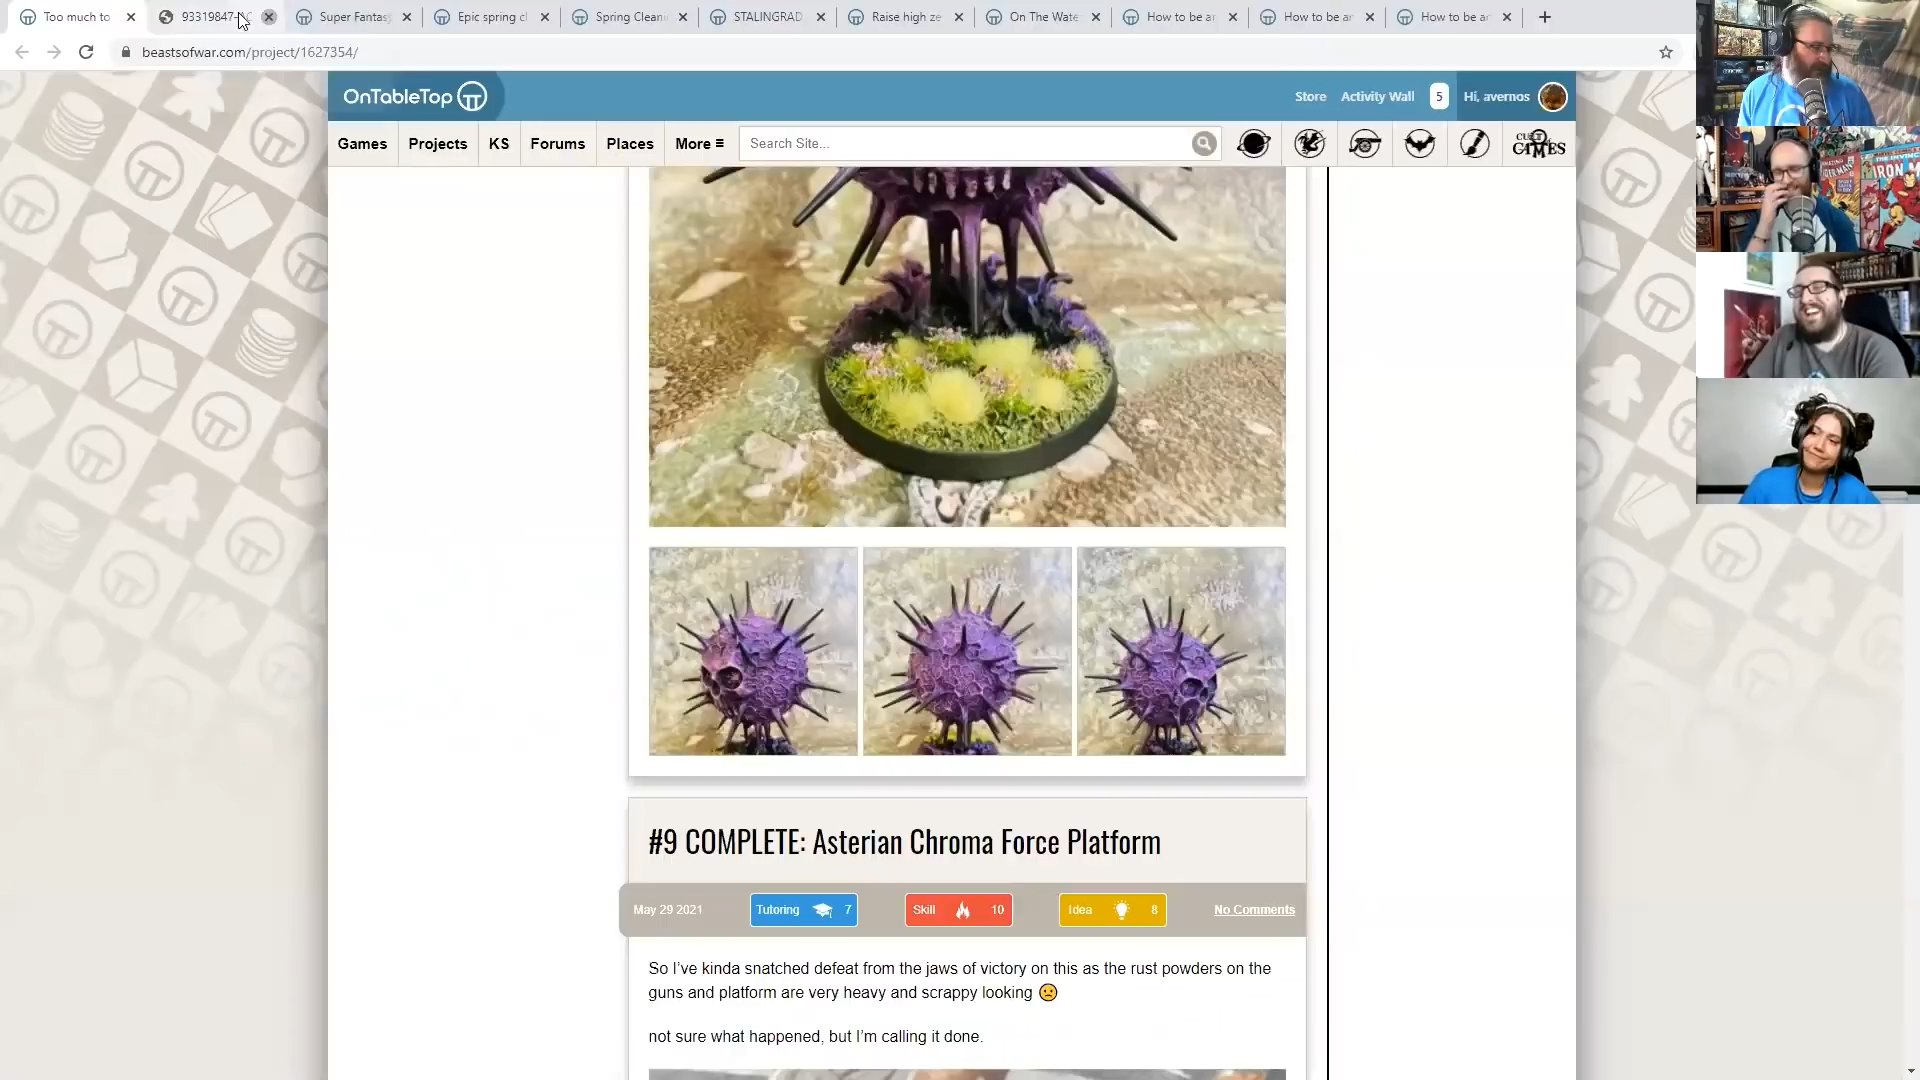 Too much to
93319847-
Super Fantas
Epic spring cl
Spring Cleani
STALINGRAD
Raise high ze
On The Wate
How to be ar
How to be ar
How to be ar
beastsofwar.com/project/1627354/
OnTableTop
Store
Activity Wall
5
Hi, avernos
Games
Projects
KS
Forums
Places
More
Search Site...
CULT OF GAMES
#9 COMPLETE: Asterian Chroma Force Platform
May 29 2021
Tutoring 7
Skill 10
Idea 8
No Comments
So I've kinda snatched defeat from the jaws of victory on this as the rust powders on the
guns and platform are very heavy and scrappy looking
not sure what happened, but I'm calling it done.
IRON M